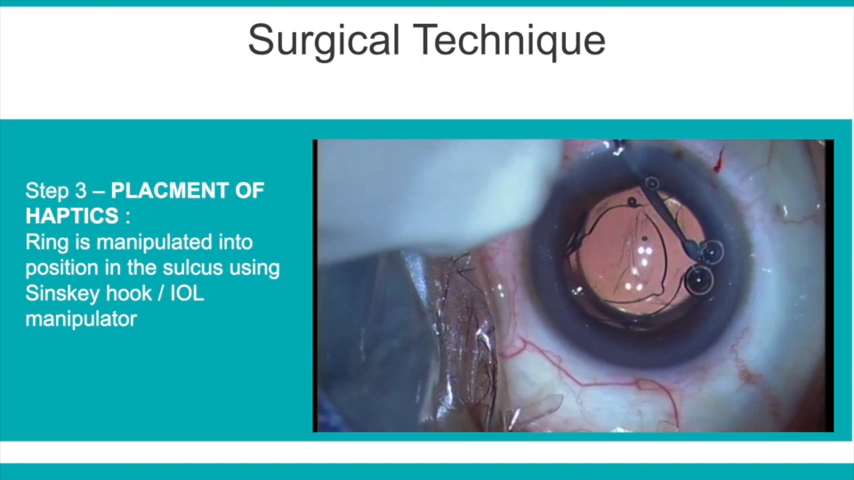 Surgical Technique
Step 3 – PLACMENT OF
HAPTICS :
Ring is manipulated into
position in the sulcus using
Sinskey hook / IOL
manipulator